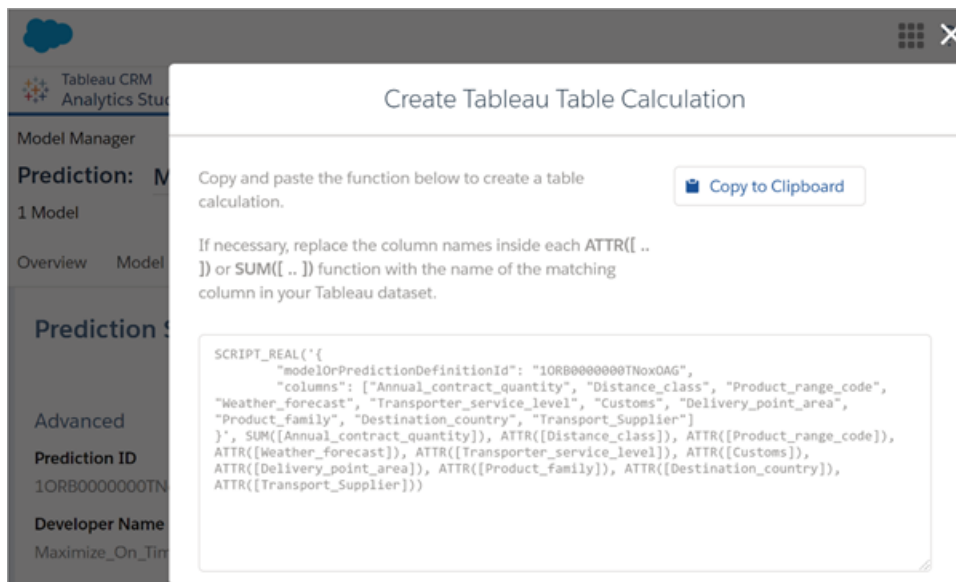 Tableau CRM
Analytics Stud
Create Tableau Table Calculation
Model Manager
Prediction: M
1 Model
Overview Model
Prediction S
Copy and paste the function below to create a table
calculation.
Copy to Clipboard
If necessary, replace the column names inside each ATTR([ ..
]) or SUM([ .. ]) function with the name of the matching
column in your Tableau dataset.
SCRIPT_REAL('{
"modelOrPredictionDefinitionId": "1ORB0000000TNoxOAG",
"columns": ["Annual_contract_quantity", "Distance_class", "Product_range_code",
"Weather_forecast", "Transporter_service_level", "Customs", "Delivery_point_area",
"Product_family", "Destination_country", "Transport_Supplier"]
}', SUM([Annual_contract_quantity]), ATTR([Distance_class]), ATTR([Product_range_code]),
ATTR([Weather_forecast]), ATTR([Transporter_service_level]), ATTR([Customs]),
ATTR([Delivery_point_area]), ATTR([Product_family]), ATTR([Destination_country]),
ATTR([Transport_Supplier]))
Advanced
Prediction ID
1ORB0000000TN
Developer Name
Maximize_On_Tim